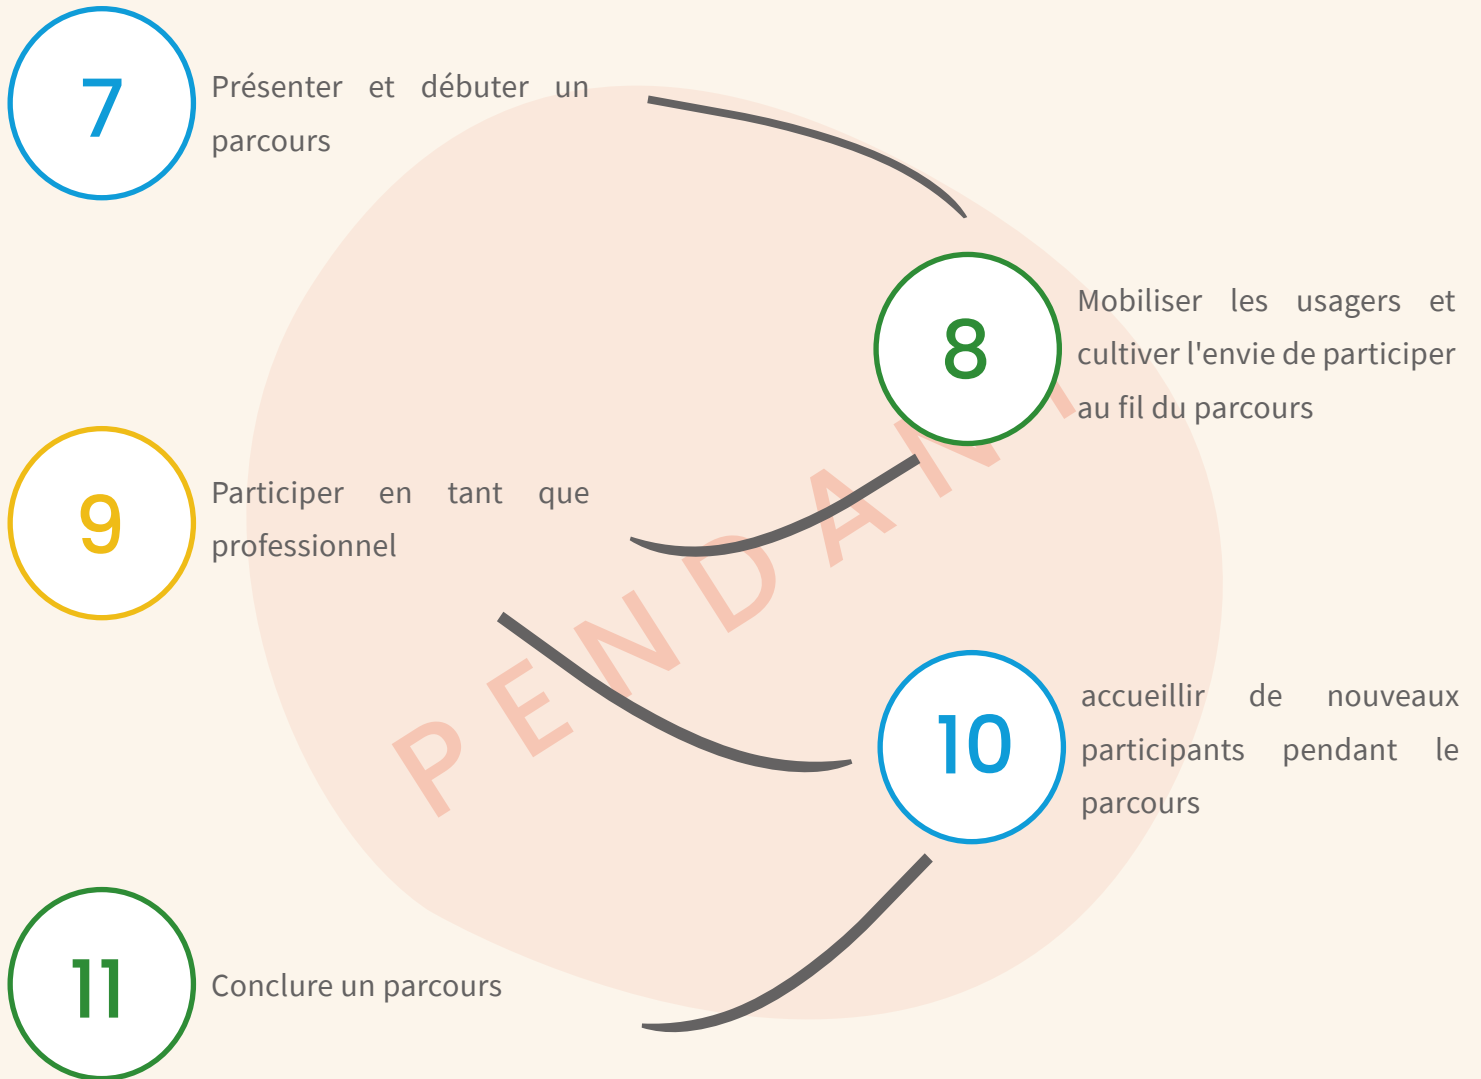 7
Présenter et débuter un
parcours
8
Mobiliser les usagers et
cultiver l'envie de participer
au fil du parcours
9
Participer en tant que
professionnel
PENDANT
10
accueillir de nouveaux
participants pendant le
parcours
11
Conclure un parcours